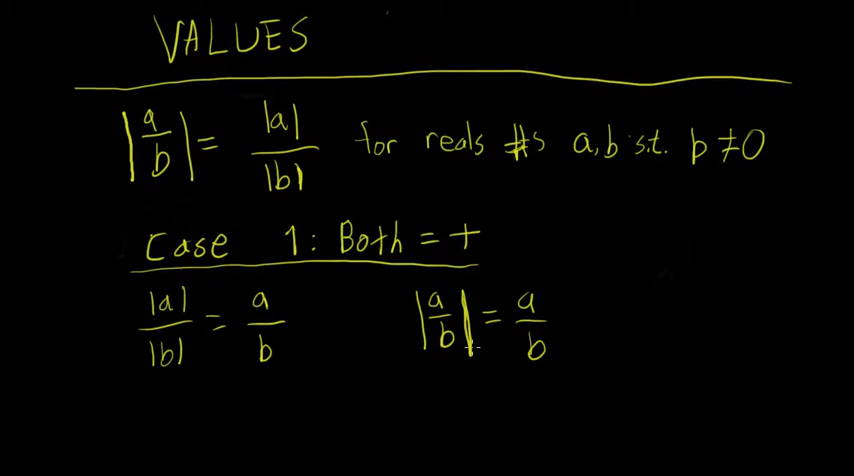 VALUES
|a/b| = |a|/|b| for reals #s a,b s.t. b ≠ 0
Case 1: Both = +
|a|/|b| = a/b |a/b| = a/b